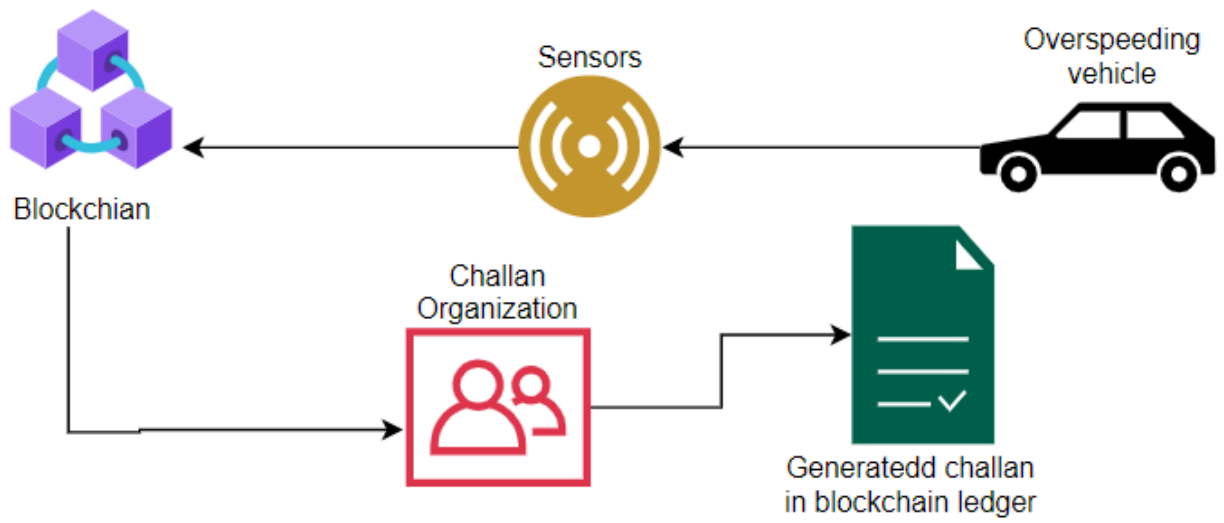 Sensors
Overspeeding
vehicle
Blockchian
Challan
Organization
Generatedd challan
in blockchain ledger